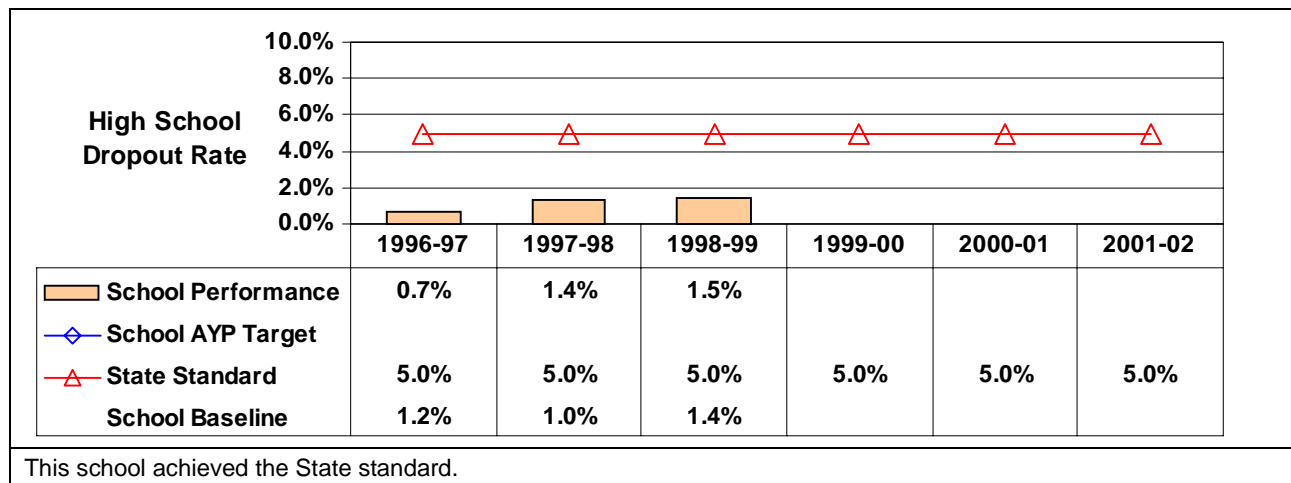 10.0%
8.0%
6.0%
4.0%
2.0%
0.0%
High School
Dropout Rate
1996-97 1997-98 1998-99 1999-00 2000-01 2001-02
School Performance 0.7% 1.4% 1.5%
School AYP Target
State Standard 5.0% 5.0% 5.0% 5.0% 5.0% 5.0%
School Baseline 1.2% 1.0% 1.4%
This school achieved the State standard.